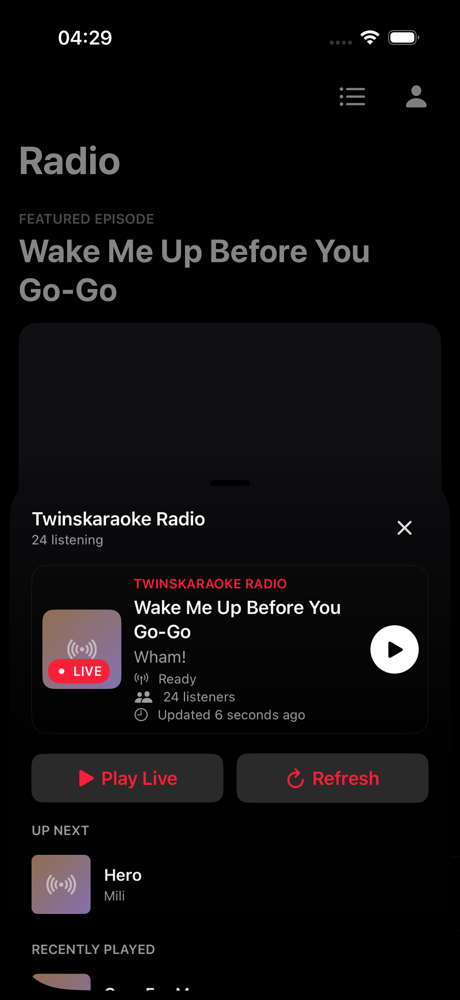 04:29
Radio
FEATURED EPISODE
Wake Me Up Before You
Go-Go
Twinskaraoke Radio
24 listening
TWINSKARAOKE RADIO
Wake Me Up Before You
Go-Go
Wham!
LIVE
Ready
24 listeners
Updated 6 seconds ago
Play Live
Refresh
UP NEXT
Hero
Mili
RECENTLY PLAYED